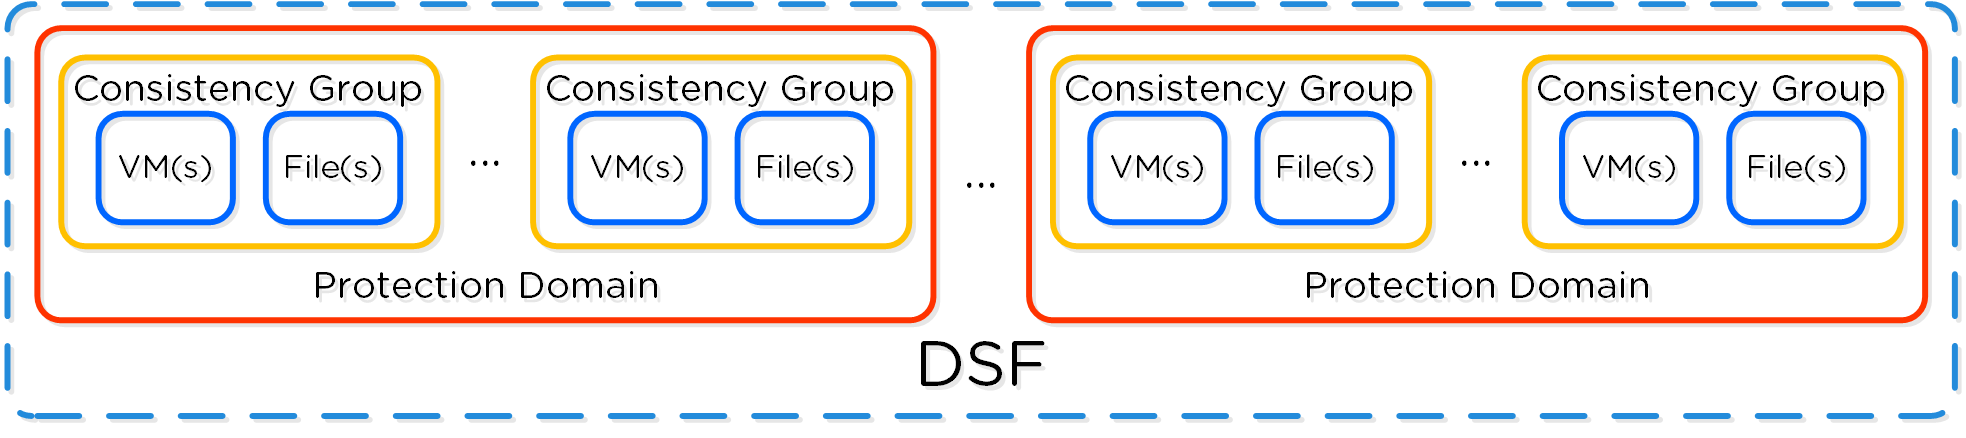 Consistency Group
VM(s) File(s)
...
Consistency Group
VM(s) File(s)
Protection Domain
...
Consistency Group
VM(s) File(s)
...
Consistency Group
VM(s) File(s)
Protection Domain
DSF